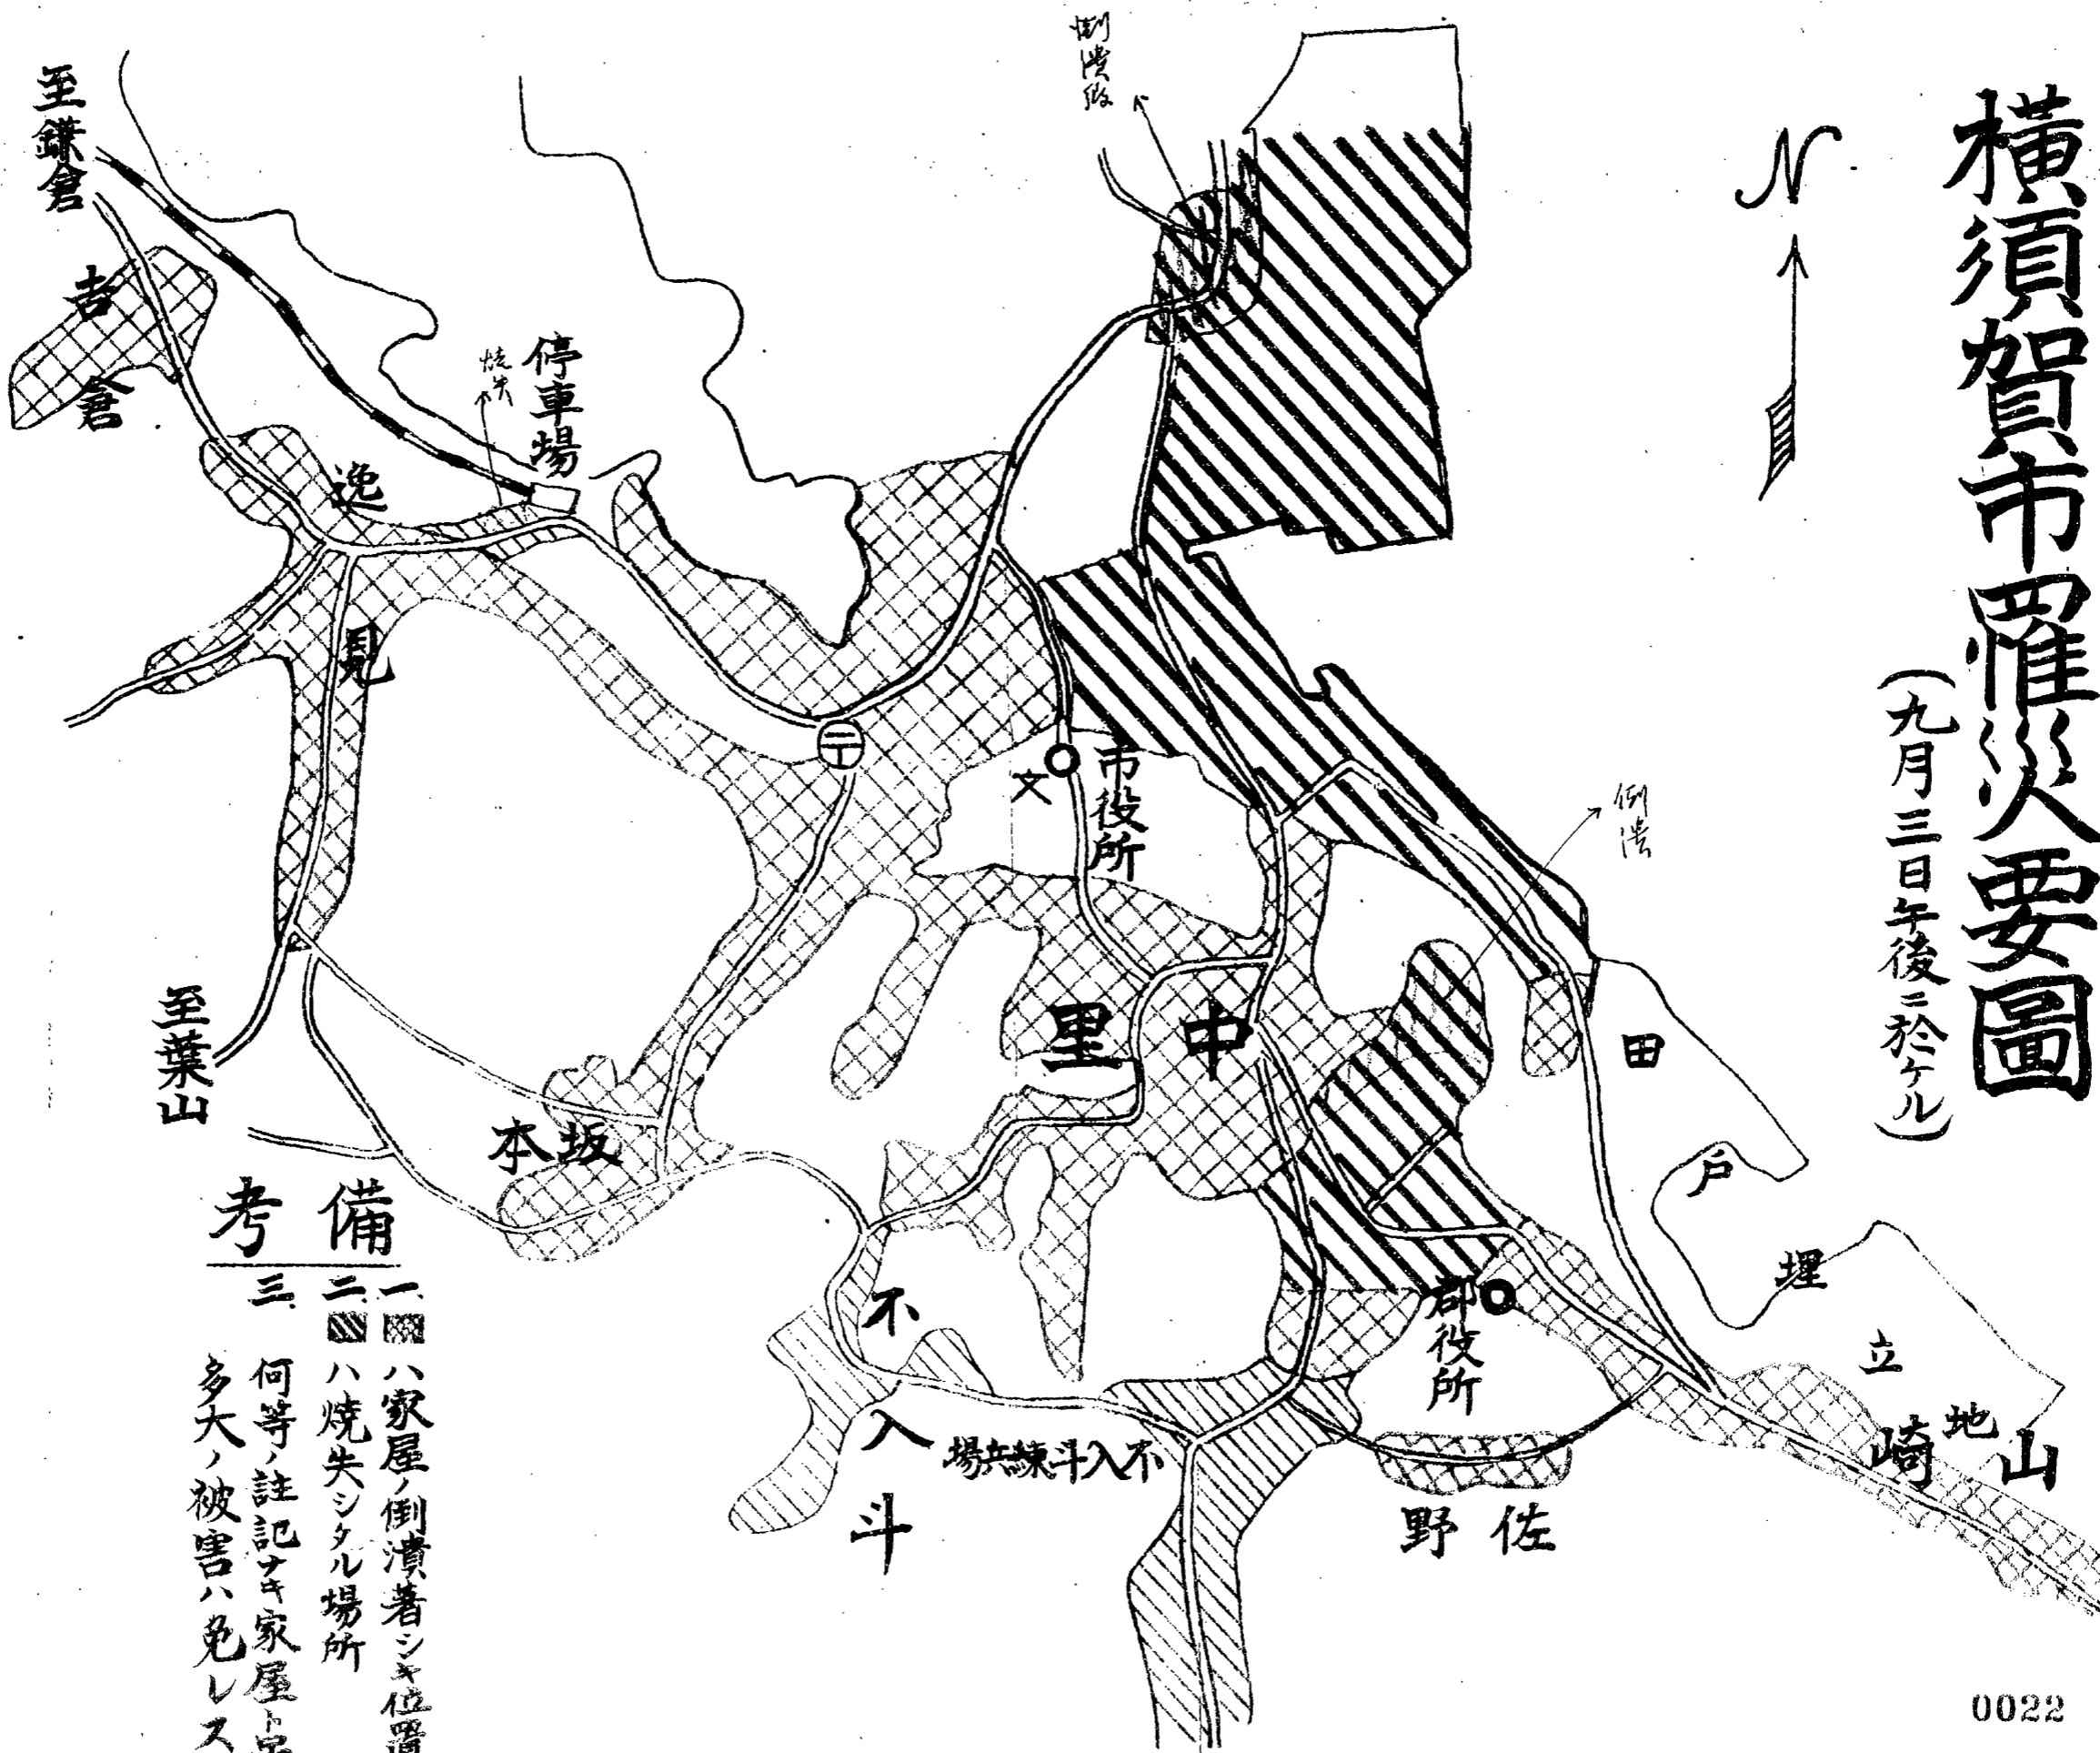 横須賀市罹災要圖
(九月三日午後ニ於ケル)
N
至鎌倉
吉倉
逸見
停車場
焼失
倒潰
市役所
文
〒
田戸埋立地
中里
坂本
至葉山
不入斗
不入斗練兵場
郡役所
佐野
山崎
備考
一、ハ家屋ノ倒潰著シキ位置
二、ハ焼失シタル場所
三、何等ノ註記ナキ家屋ト
多大ノ被害ハ免レス
0022